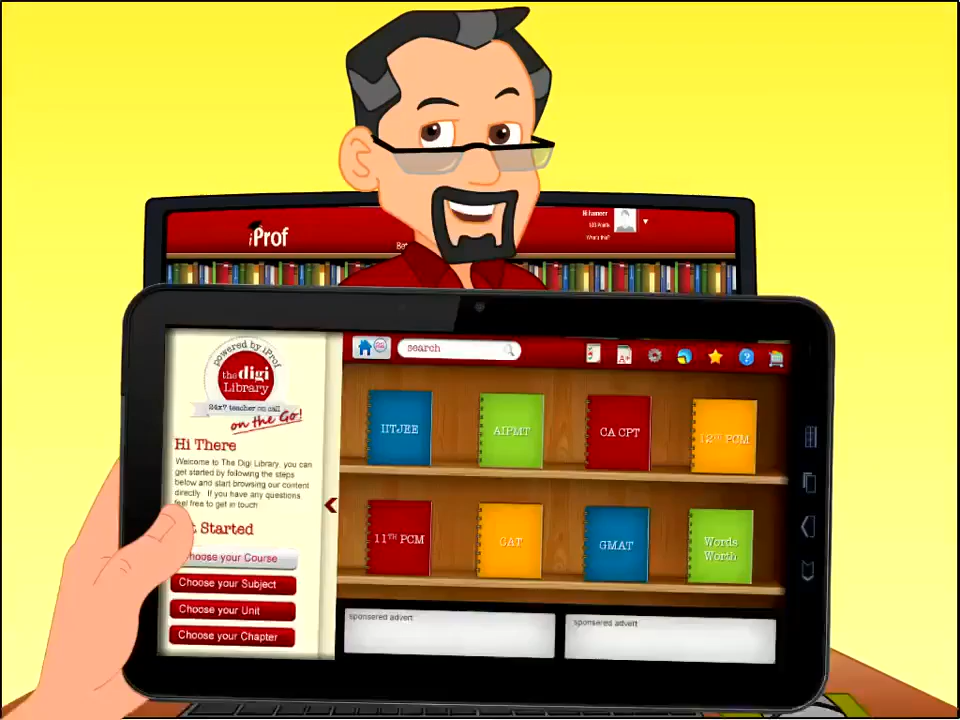 iProf
powered by iProf
the digi
Library
24x7 teacher on call
on the Go!
Hi There
Welcome to The Digi Library, you can
get started by following the steps
below and start browsing our content
directly. If you have any questions
feel free to get in touch
Started
Choose your Course
Choose your Subject
Choose your Unit
Choose your Chapter
search
A+
?
IITJEE
AIPMT
CA CPT
12TH PCM
11TH PCM
CAT
GMAT
Words
Worth
sponsered advert
sponsered advert